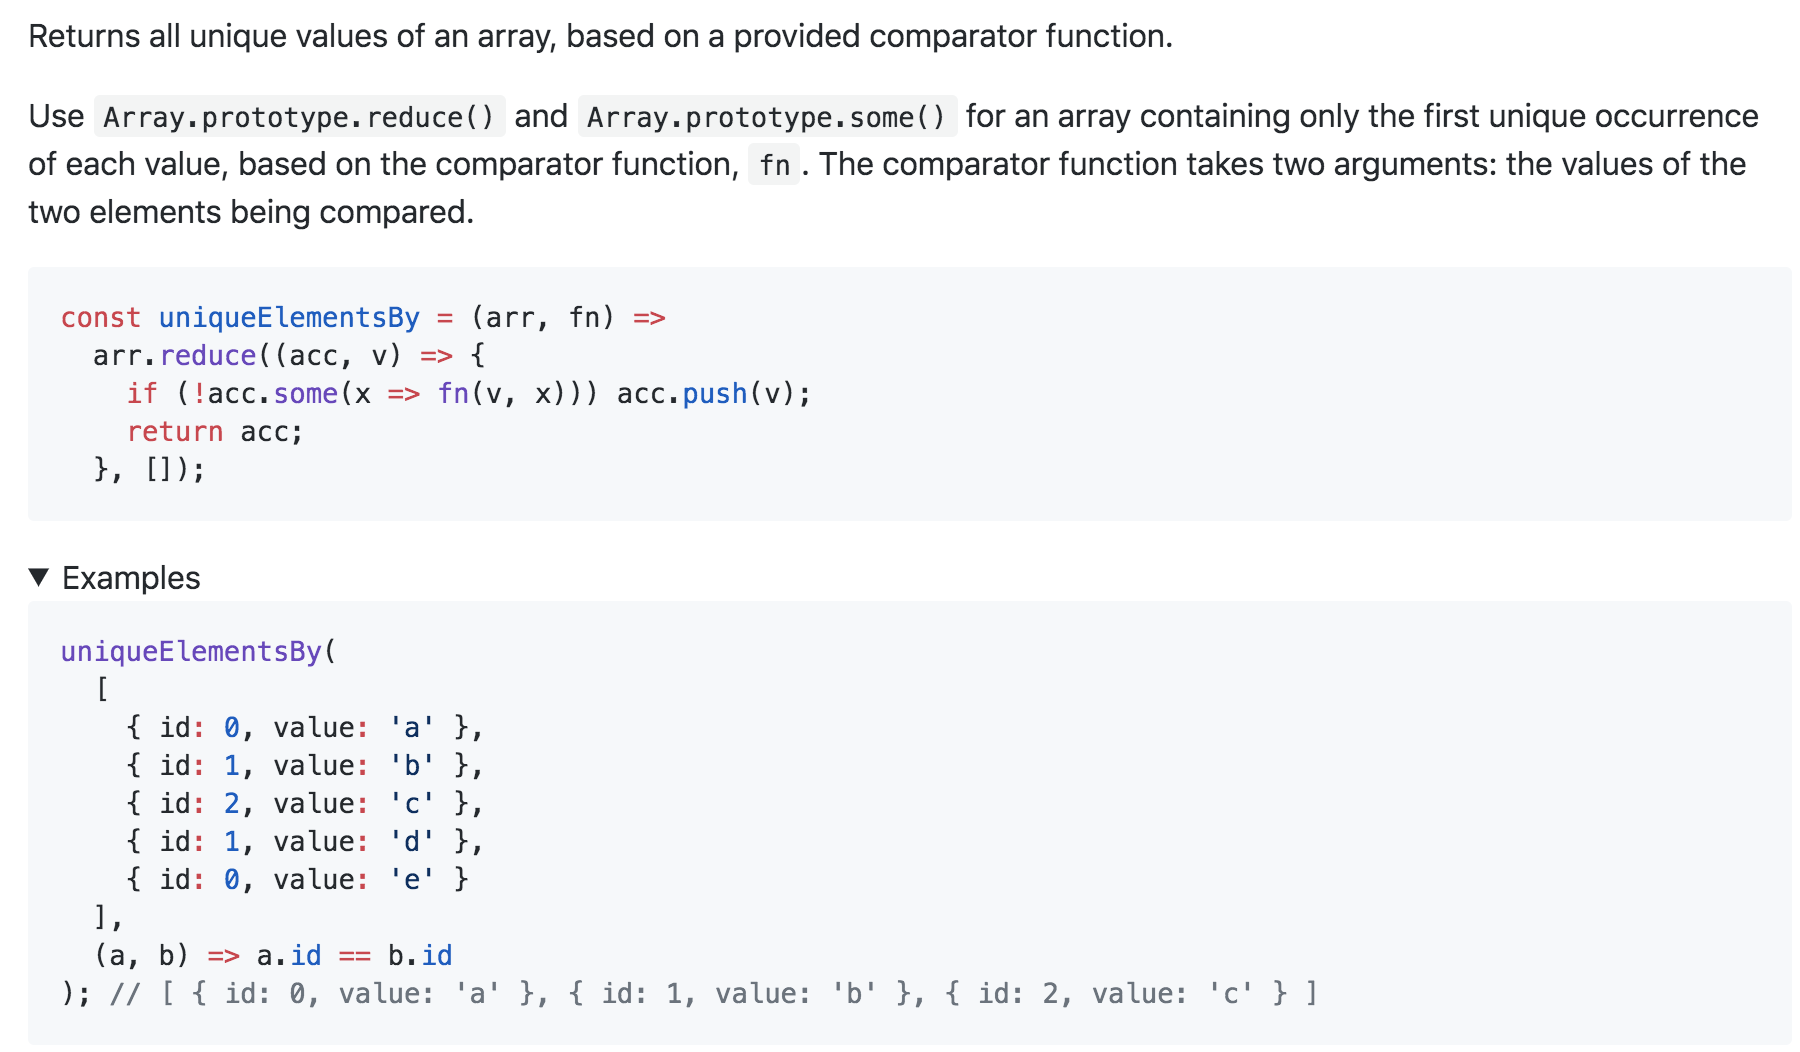 Returns all unique values of an array, based on a provided comparator function.
Use Array.prototype.reduce() and Array.prototype.some() for an array containing only the first unique occurrence
of each value, based on the comparator function, fn . The comparator function takes two arguments: the values of the
two elements being compared.
const uniqueElementsBy = (arr, fn) =>
  arr.reduce((acc, v) => {
    if (!acc.some(x => fn(v, x))) acc.push(v);
    return acc;
  }, []);
▼ Examples
uniqueElementsBy(
  [
    { id: 0, value: 'a' },
    { id: 1, value: 'b' },
    { id: 2, value: 'c' },
    { id: 1, value: 'd' },
    { id: 0, value: 'e' }
  ],
  (a, b) => a.id == b.id
); // [ { id: 0, value: 'a' }, { id: 1, value: 'b' }, { id: 2, value: 'c' } ]